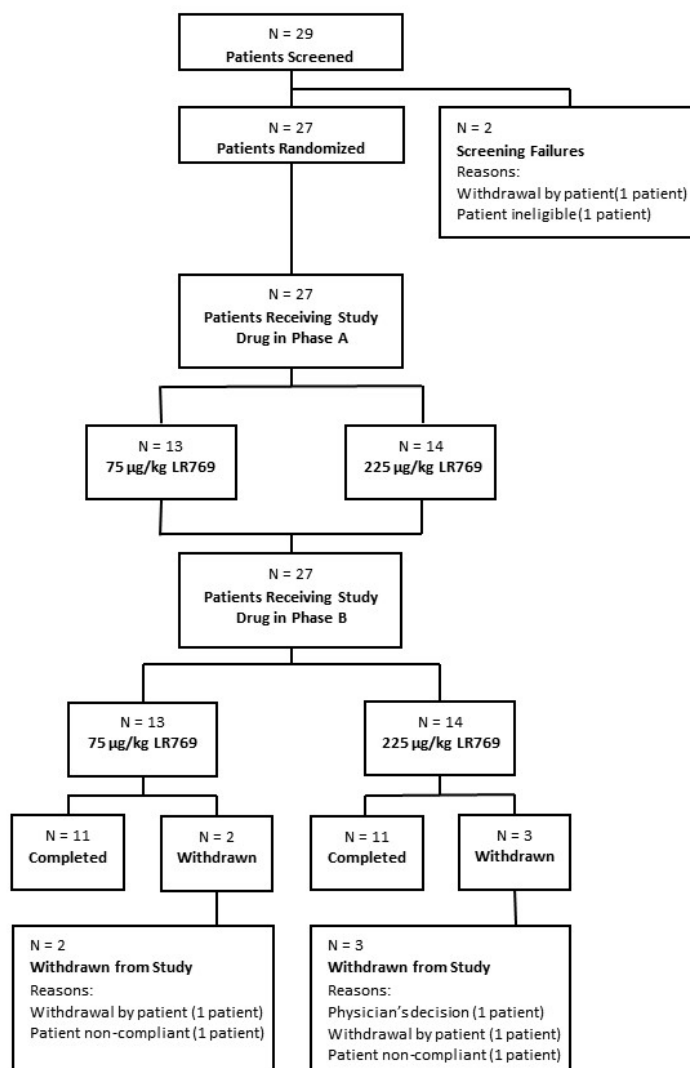 N = 29
Patients Screened
N = 27
Patients Randomized
N = 2
Screening Failures
Reasons:
Withdrawal by patient(1 patient)
Patient ineligible(1 patient)
N = 27
Patients Receiving Study
Drug in Phase A
N = 13
75 µg/kg LR769
N = 14
225 µg/kg LR769
N = 27
Patients Receiving Study
Drug in Phase B
N = 13
75 µg/kg LR769
N = 14
225 µg/kg LR769
N = 11
Completed
N = 2
Withdrawn
N = 11
Completed
N = 3
Withdrawn
N = 2
Withdrawn from Study
Reasons:
Withdrawal by patient (1 patient)
Patient non-compliant (1 patient)
N = 3
Withdrawn from Study
Reasons:
Physician's decision (1 patient)
Withdrawal by patient (1 patient)
Patient non-compliant (1 patient)